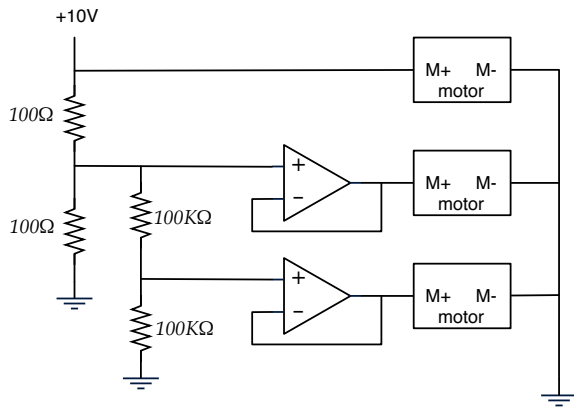 +10V
M+ M-
motor
100Ω
+
−
M+ M-
motor
100Ω
100KΩ
+
−
M+ M-
motor
100KΩ